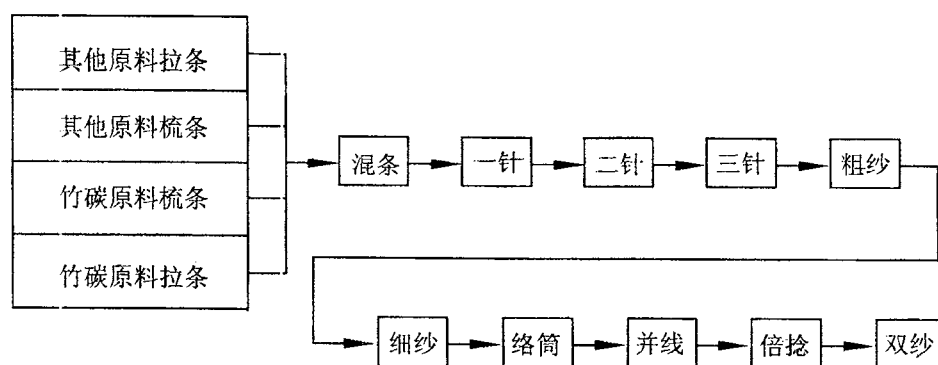 其他原料拉条
其他原料梳条
竹碳原料梳条
竹碳原料拉条
混条
一针
二针
三针
粗纱
细纱
络筒
并线
倍捻
双纱